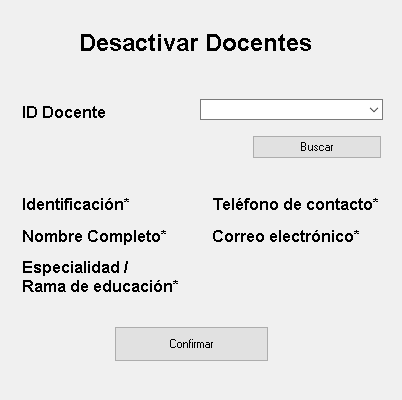 Desactivar Docentes
ID Docente
Buscar
Identificación* Teléfono de contacto*
Nombre Completo* Correo electrónico*
Especialidad /
Rama de educación*
Confirmar